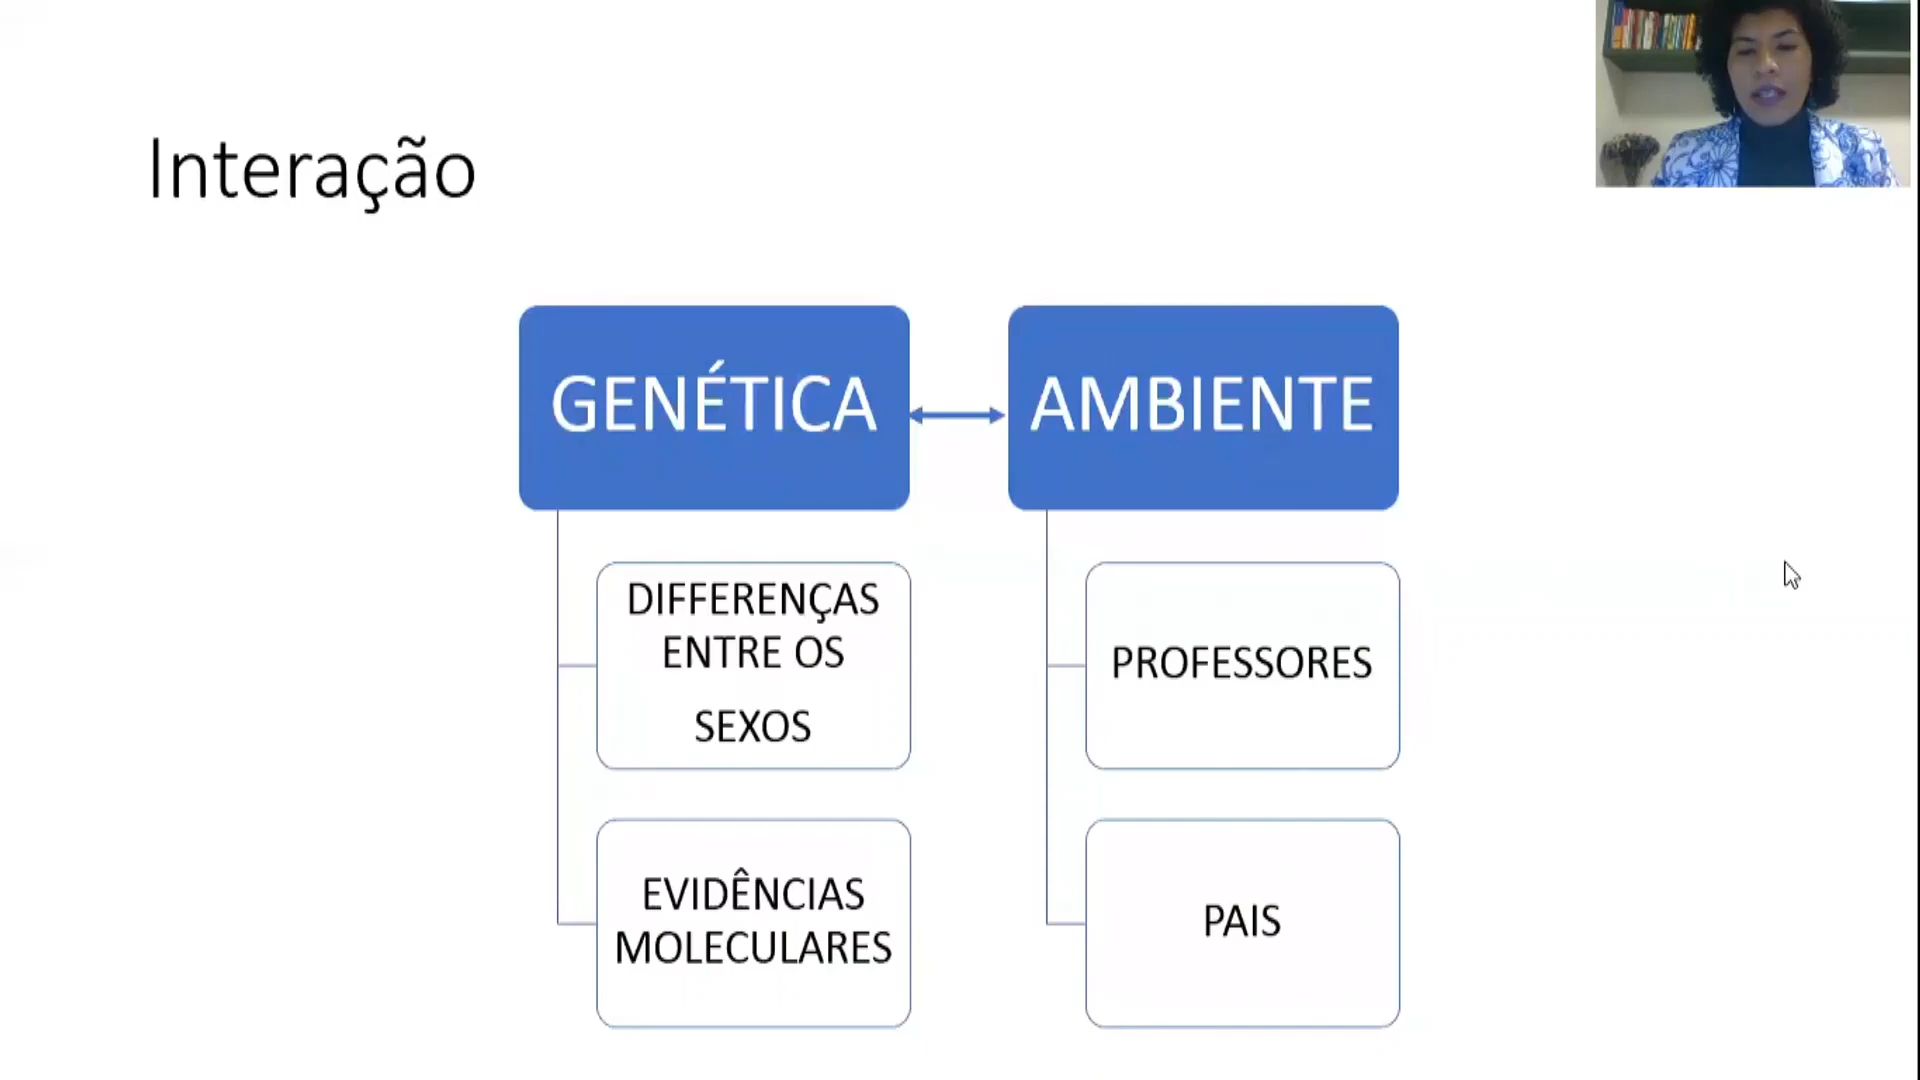 Interação
GENÉTICA
AMBIENTE
DIFFERENÇAS
ENTRE OS
SEXOS
PROFESSORES
EVIDÊNCIAS
MOLECULARES
PAIS